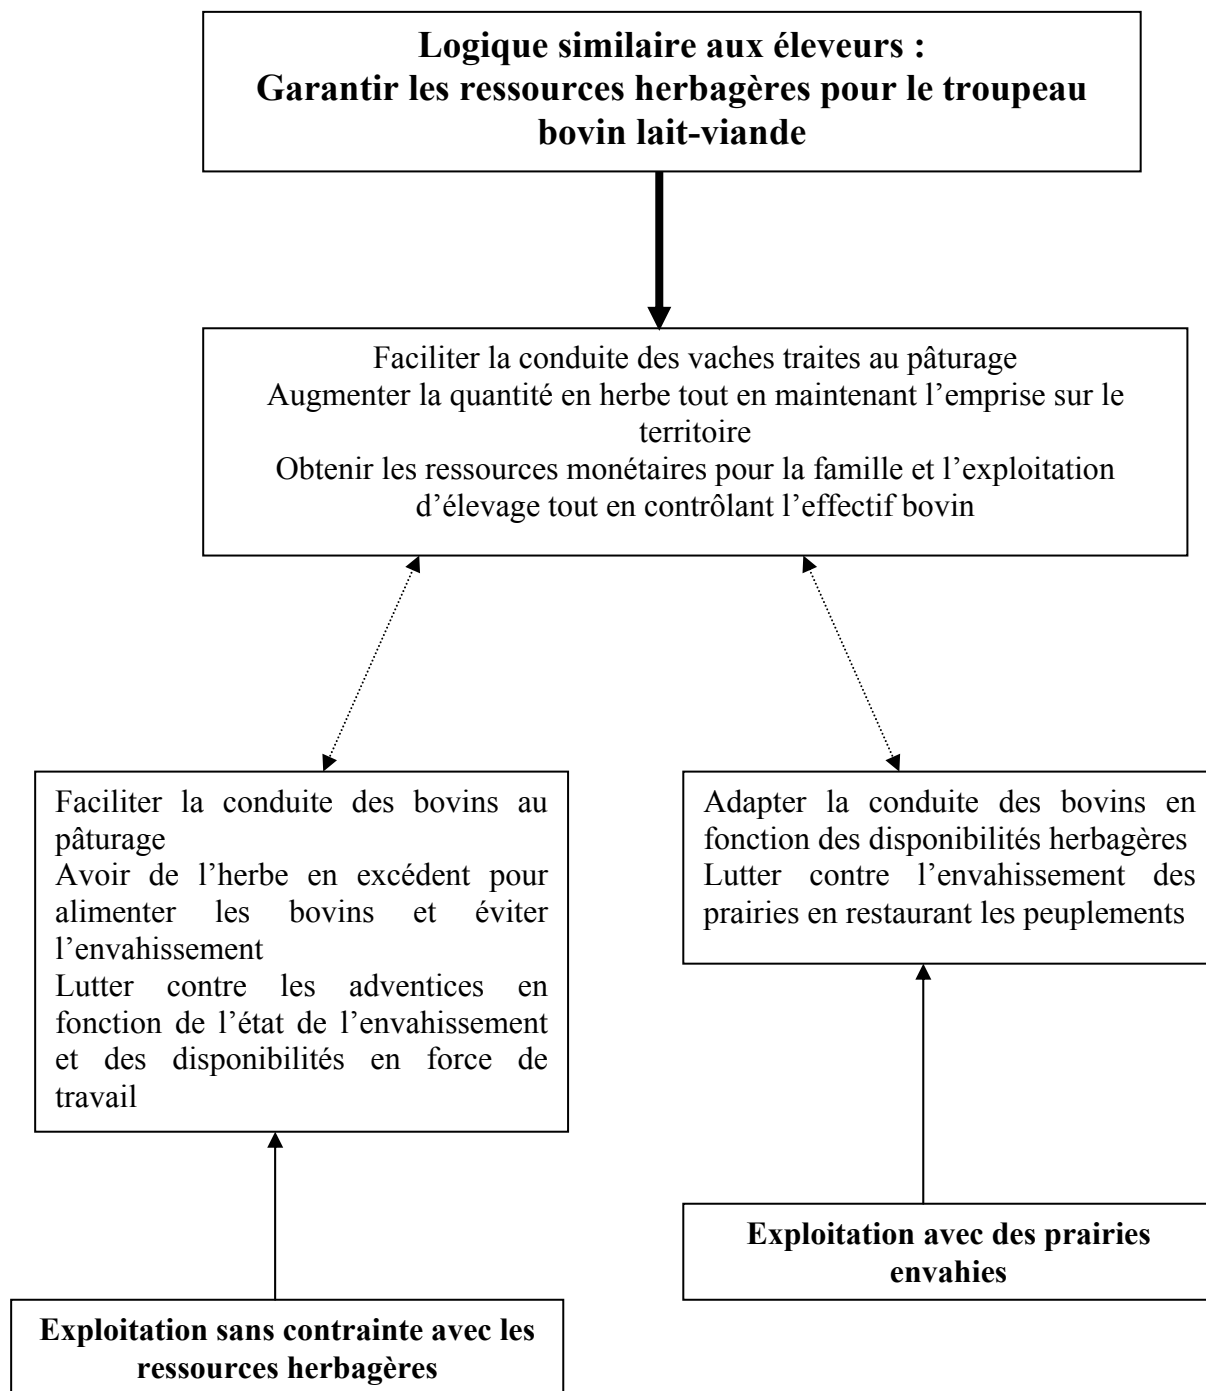 Logique similaire aux éleveurs :
Garantir les ressources herbagères pour le troupeau
bovin lait-viande
Faciliter la conduite des vaches traites au pâturage
Augmenter la quantité en herbe tout en maintenant l’emprise sur le
territoire
Obtenir les ressources monétaires pour la famille et l’exploitation
d’élevage tout en contrôlant l’effectif bovin
Faciliter la conduite des bovins au
pâturage
Avoir de l’herbe en excédent pour
alimenter les bovins et éviter
l’envahissement
Lutter contre les adventices en
fonction de l’état de l’envahissement
et des disponibilités en force de
travail
Adapter la conduite des bovins en
fonction des disponibilités herbagères
Lutter contre l’envahissement des
prairies en restaurant les peuplements
Exploitation avec des prairies
envahies
Exploitation sans contrainte avec les
ressources herbagères